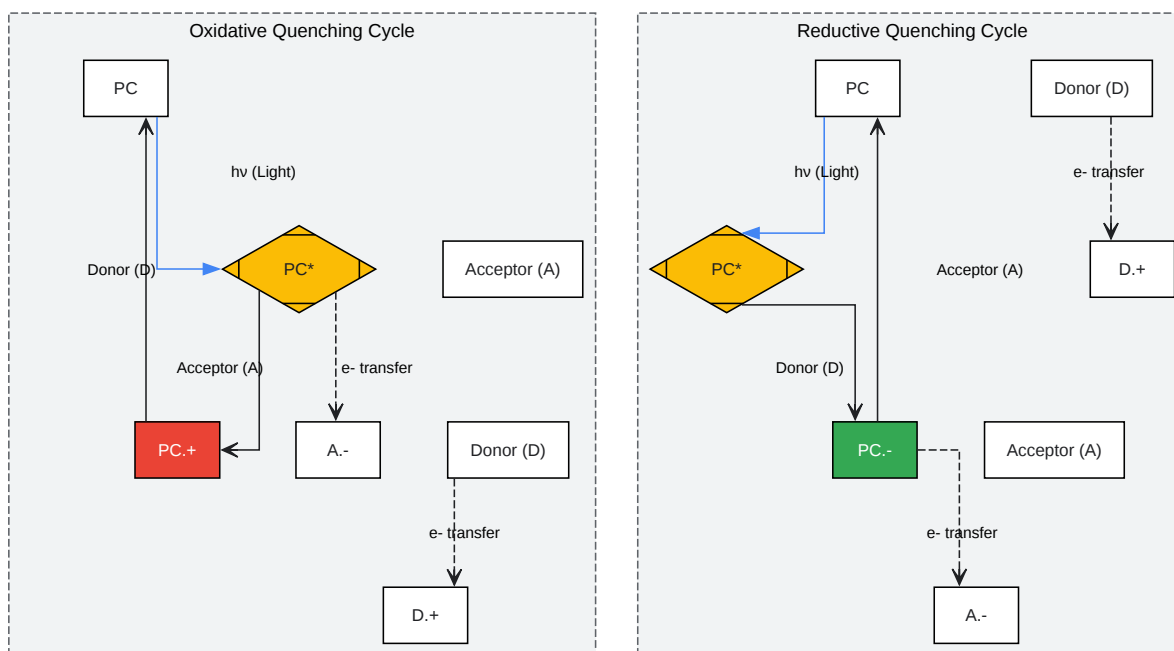 Oxidative Quenching Cycle
PC
hν (Light)
Donor (D)
PC*
Acceptor (A)
Acceptor (A)
e- transfer
PC.+
A.-
Donor (D)
e- transfer
D.+
Reductive Quenching Cycle
PC
Donor (D)
hν (Light)
e- transfer
PC*
Acceptor (A)
D.+
Donor (D)
PC.-
Acceptor (A)
e- transfer
A.-